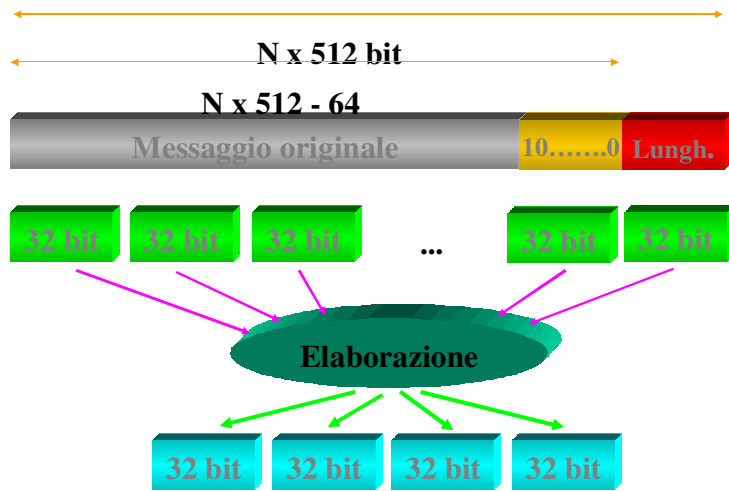 N x 512 bit
N x 512 - 64
Messaggio originale 10.......0 Lungh.
32 bit 32 bit 32 bit ... 32 bit 32 bit
Elaborazione
32 bit 32 bit 32 bit 32 bit